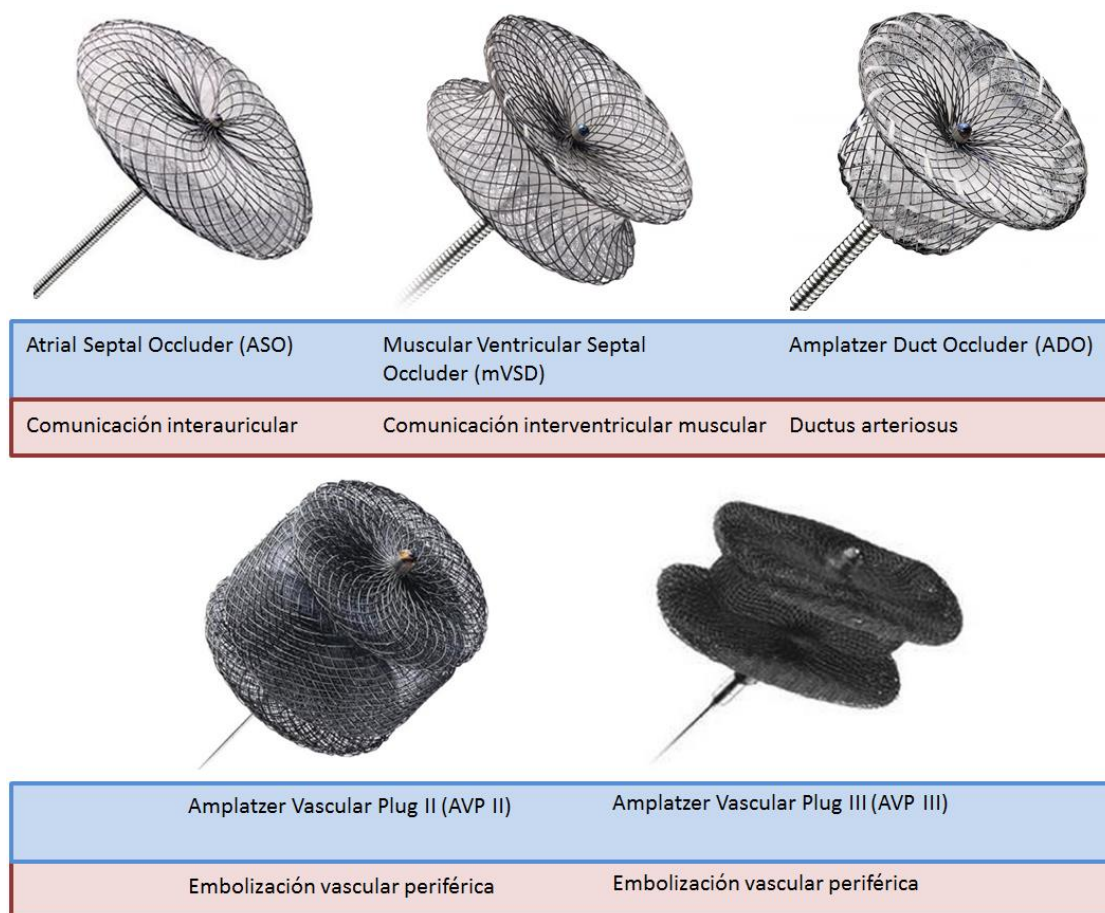 Atrial Septal Occluder (ASO)
Muscular Ventricular Septal
Occluder (mVSD)
Amplatzer Duct Occluder (ADO)
Comunicación interauricular
Comunicación interventricular muscular
Ductus arteriosus
Amplatzer Vascular Plug II (AVP II)
Amplatzer Vascular Plug III (AVP III)
Embolización vascular periférica
Embolización vascular periférica